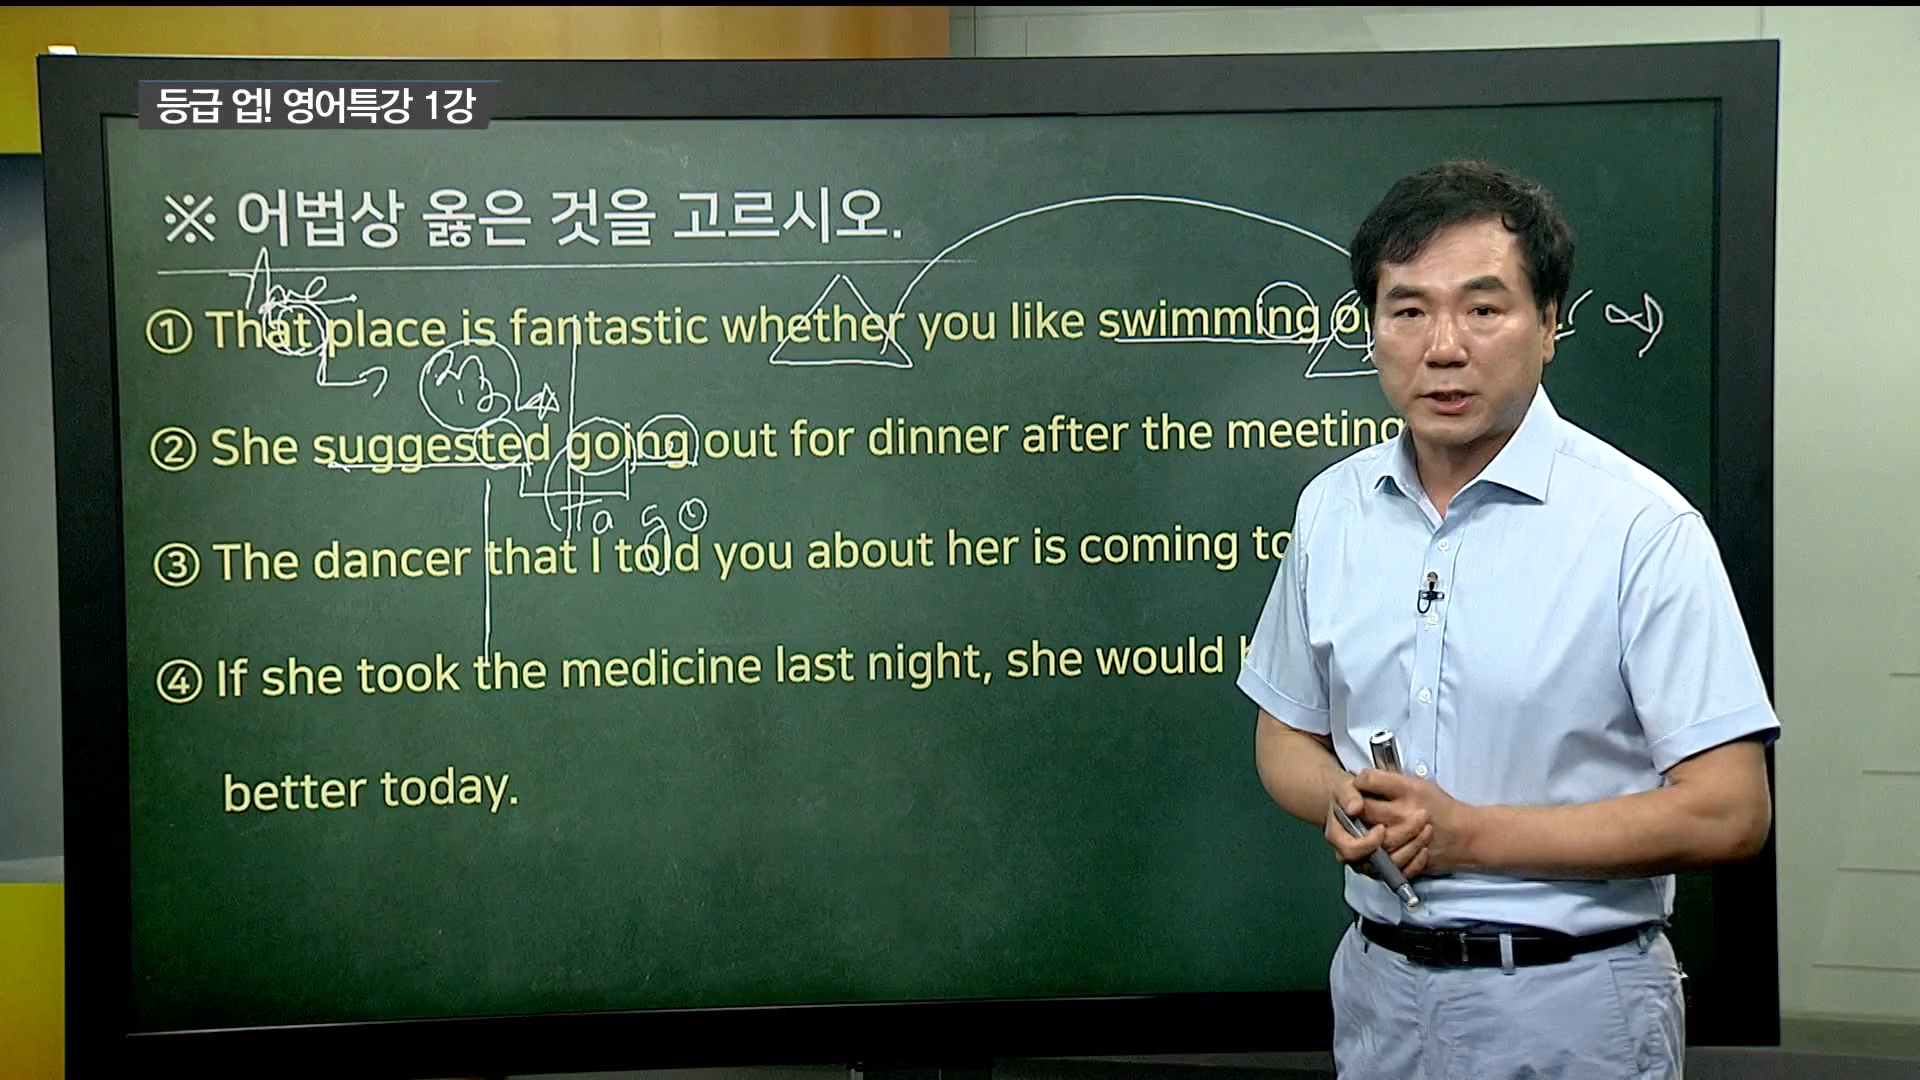 등급 업! 영어특강 1강
※ 어법상 옳은 것을 고르시오.
The
① That place is fantastic whether you like swimming
② She suggested going out for dinner after the meeting
to go
③ The dancer that I told you about her is coming to
④ If she took the medicine last night, she would
better today.